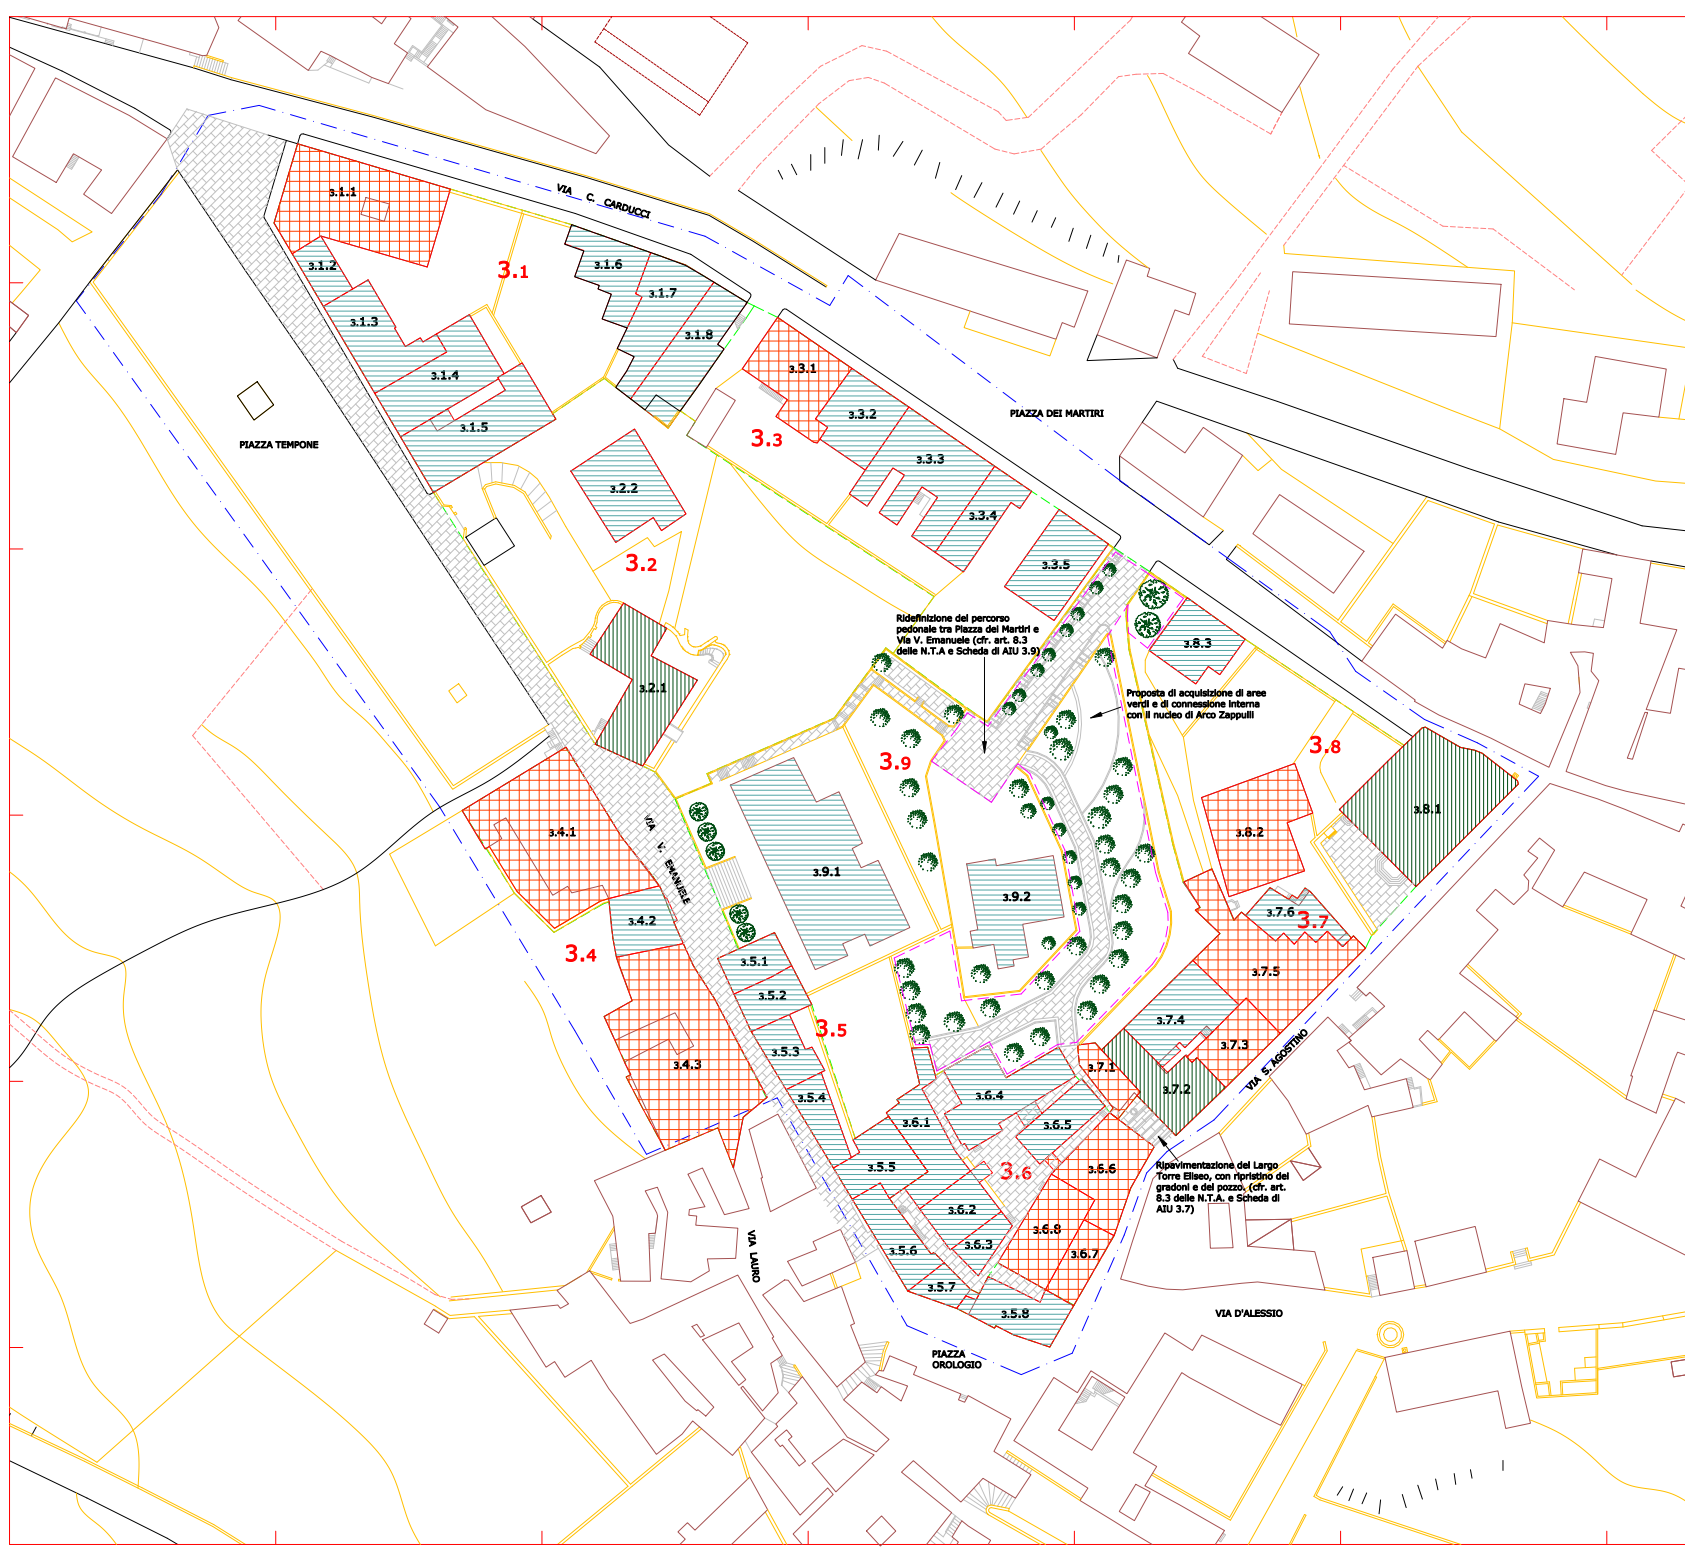 VIA C. CARDUCCI
3.1.1
3.1.2
3.1
3.1.6
3.1.7
3.1.3
3.1.8
3.1.4
3.1.5
PIAZZA TEMPONE
3.3.1
3.3.2
PIAZZA DEI MARTIRI
3.3
3.3.3
3.2.2
3.3.4
3.2
3.3.5
Ridefinizione del percorso
pedonale tra Piazza dei Martiri e
Via V. Emanuele (cfr. art. 8.3
delle N.T.A e Scheda di AIU 3.9)
3.8.3
3.2.1
Proposta di acquisizione di aree
verdi e di connessione interna
con il nucleo di Arco Zappulli
3.9
3.8
3.8.1
3.4.1
VIA V. EMANUELE
3.8.2
3.9.1
3.9.2
3.4.2
3.7.6
3.7
3.4
3.5.1
3.7.5
3.5.2
3.5
3.7.4
3.5.3
3.7.3
VIA S. AGOSTINO
3.4.3
3.7.1
3.7.2
3.5.4
3.6.4
3.6.1
3.6.5
3.5.5
3.6
3.6.6
Ripavimentazione del Largo
Torre Eliseo, con ripristino dei
gradoni e del pozzo. (cfr. art.
8.3 delle N.T.A. e Scheda di
AIU 3.7)
3.6.2
3.6.8
3.6.3
3.6.7
3.5.6
VIA LAURO
3.5.7
3.5.8
VIA D'ALESSIO
PIAZZA
OROLOGIO